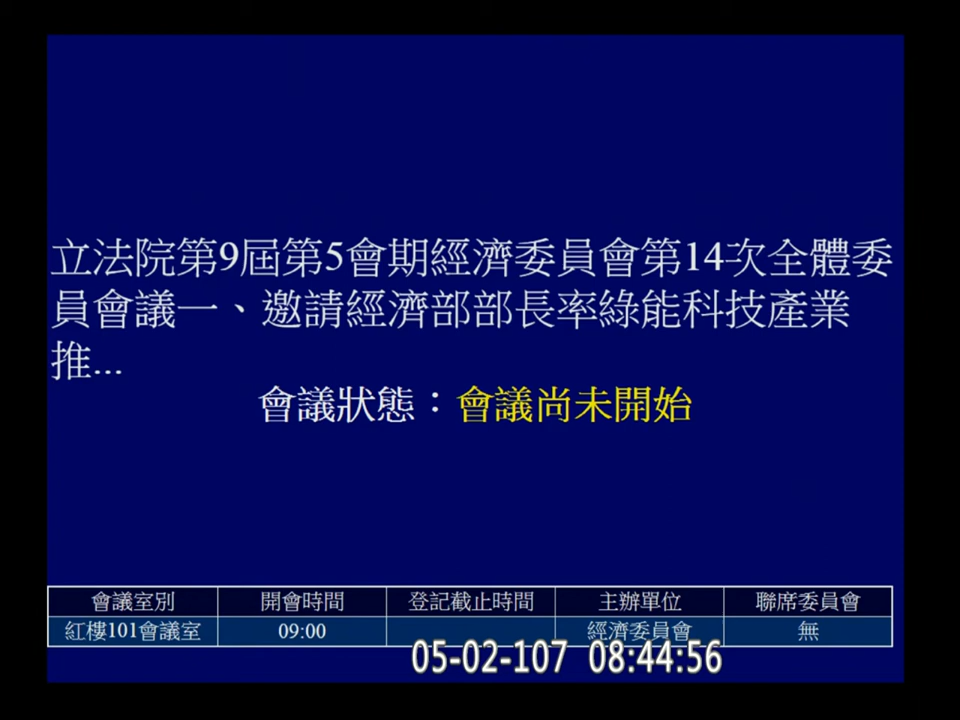 立法院第9屆第5會期經濟委員會第14次全體委
員會議一、邀請經濟部部長率綠能科技產業
推...
會議狀態：會議尚未開始
會議室別 開會時間 登記截止時間 主辦單位 聯席委員會
紅樓101會議室 09:00 經濟委員會 無
05-02-107 08:44:56